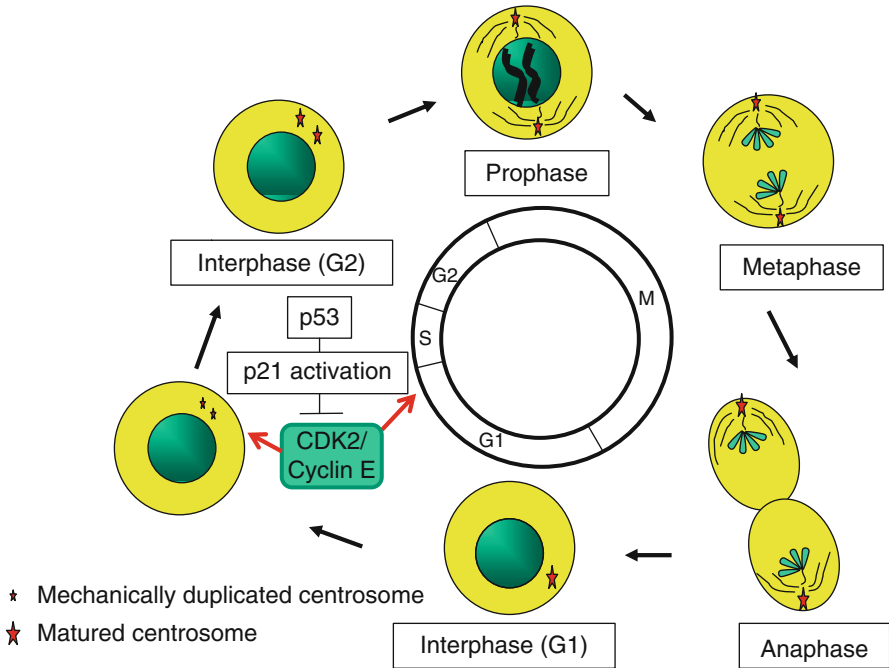 Prophase
Interphase (G2)
Metaphase
G2
M
S
G1
p53
p21 activation
CDK2/
Cyclin E
Mechanically duplicated centrosome
Matured centrosome
Interphase (G1)
Anaphase